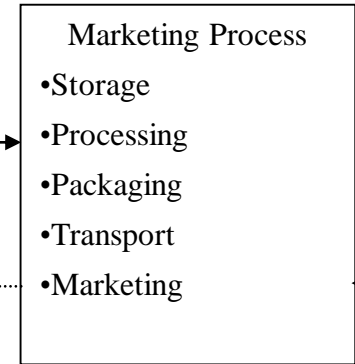 Marketing Process
•Storage
•Processing
•Packaging
•Transport
•Marketing